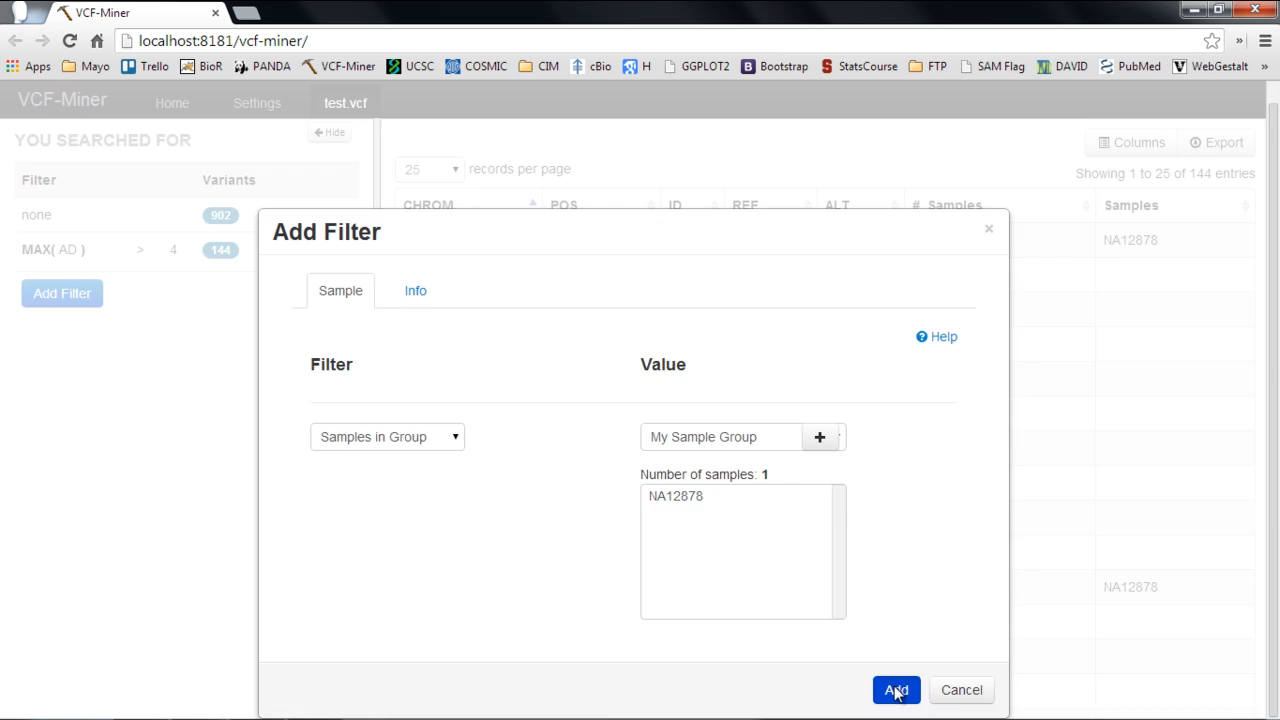 VCF-Miner
localhost:8181/vcf-miner/
Apps Mayo Trello BioR PANDA VCF-Miner UCSC COSMIC CIM cBio H GGPLOT2 Bootstrap StatsCourse FTP SAM Flag DAVID PubMed WebGestalt »
VCF-Miner Home Settings test.vcf
YOU SEARCHED FOR Hide
Columns Export
25 records per page Showing 1 to 25 of 144 entries
Filter Variants
CHROM POS ID REF ALT #_Samples Samples
none 902
NA12878
MAX( AD ) > 4 144
Add Filter
Add Filter ×
Sample Info
Help
Filter Value
Samples in Group My Sample Group +
Number of samples: 1
NA12878
NA12878
Add Cancel